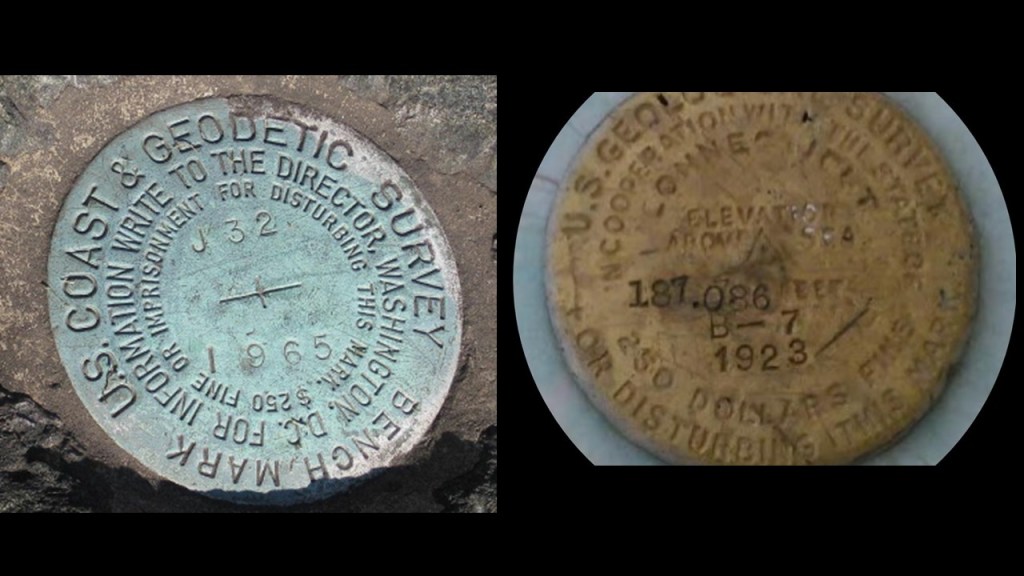 U.S. COAST & GEODETIC SURVEY BENCH MARK
FOR INFORMATION WRITE TO THE DIRECTOR, WASHINGTON, D.C.
$250 FINE OR IMPRISONMENT FOR DISTURBING THIS MARK.
J 32
1965
U.S. GEOLO SURVEY
IN COOPERATION WITH THE STATE OF
CONNECTICUT
ELEVATION
ABOVE SEA
187.086 FEET
B-7
1923
250 DOLLARS FINE
FOR DISTURBING THIS MARK